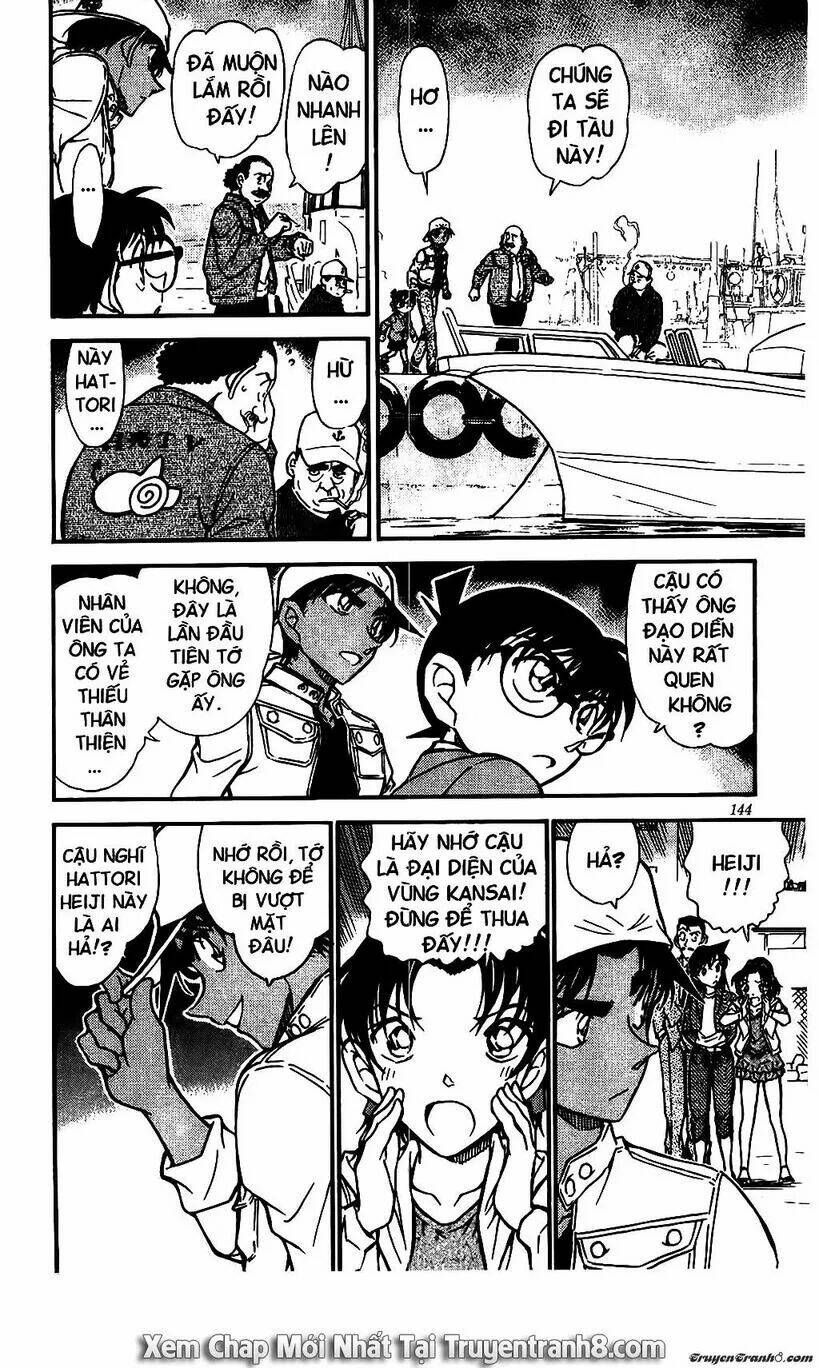 CHÚNG
TA SẼ
ĐI TÀU
NÀY!
HƠ
...
NÀO
NHANH
LÊN
!
ĐÃ MUỘN
LẮM RỒI
ĐẤY!
...
HỪ
...
NÀY
HAT-
TORI
...
CẬU CÓ
THẤY ÔNG
ĐẠO DIỄN
NÀY RẤT
QUEN
KHÔNG
?
KHÔNG,
ĐÂY LÀ
LẦN ĐẦU
TIÊN TỚ
GẶP ÔNG
ẤY.
NHÂN
VIÊN CỦA
ÔNG TA
CÓ VẺ
THIẾU
THÂN
THIỆN
...
144
HEIJI
!!!
HẢ?
HÃY NHỚ CẬU
LÀ ĐẠI DIỆN CỦA
VÙNG KANSAI!
ĐỪNG ĐỂ THUA
ĐẤY!!!
NHỚ RỒI, TỚ
KHÔNG ĐỂ
BỊ VƯỢT
MẶT
ĐÂU!
CẬU NGHĨ
HATTORI
HEIJI NÀY
LÀ AI
HẢ!?
Xem Chap Mới Nhất Tại Truyentranh8.com
TruyenTranh8.com